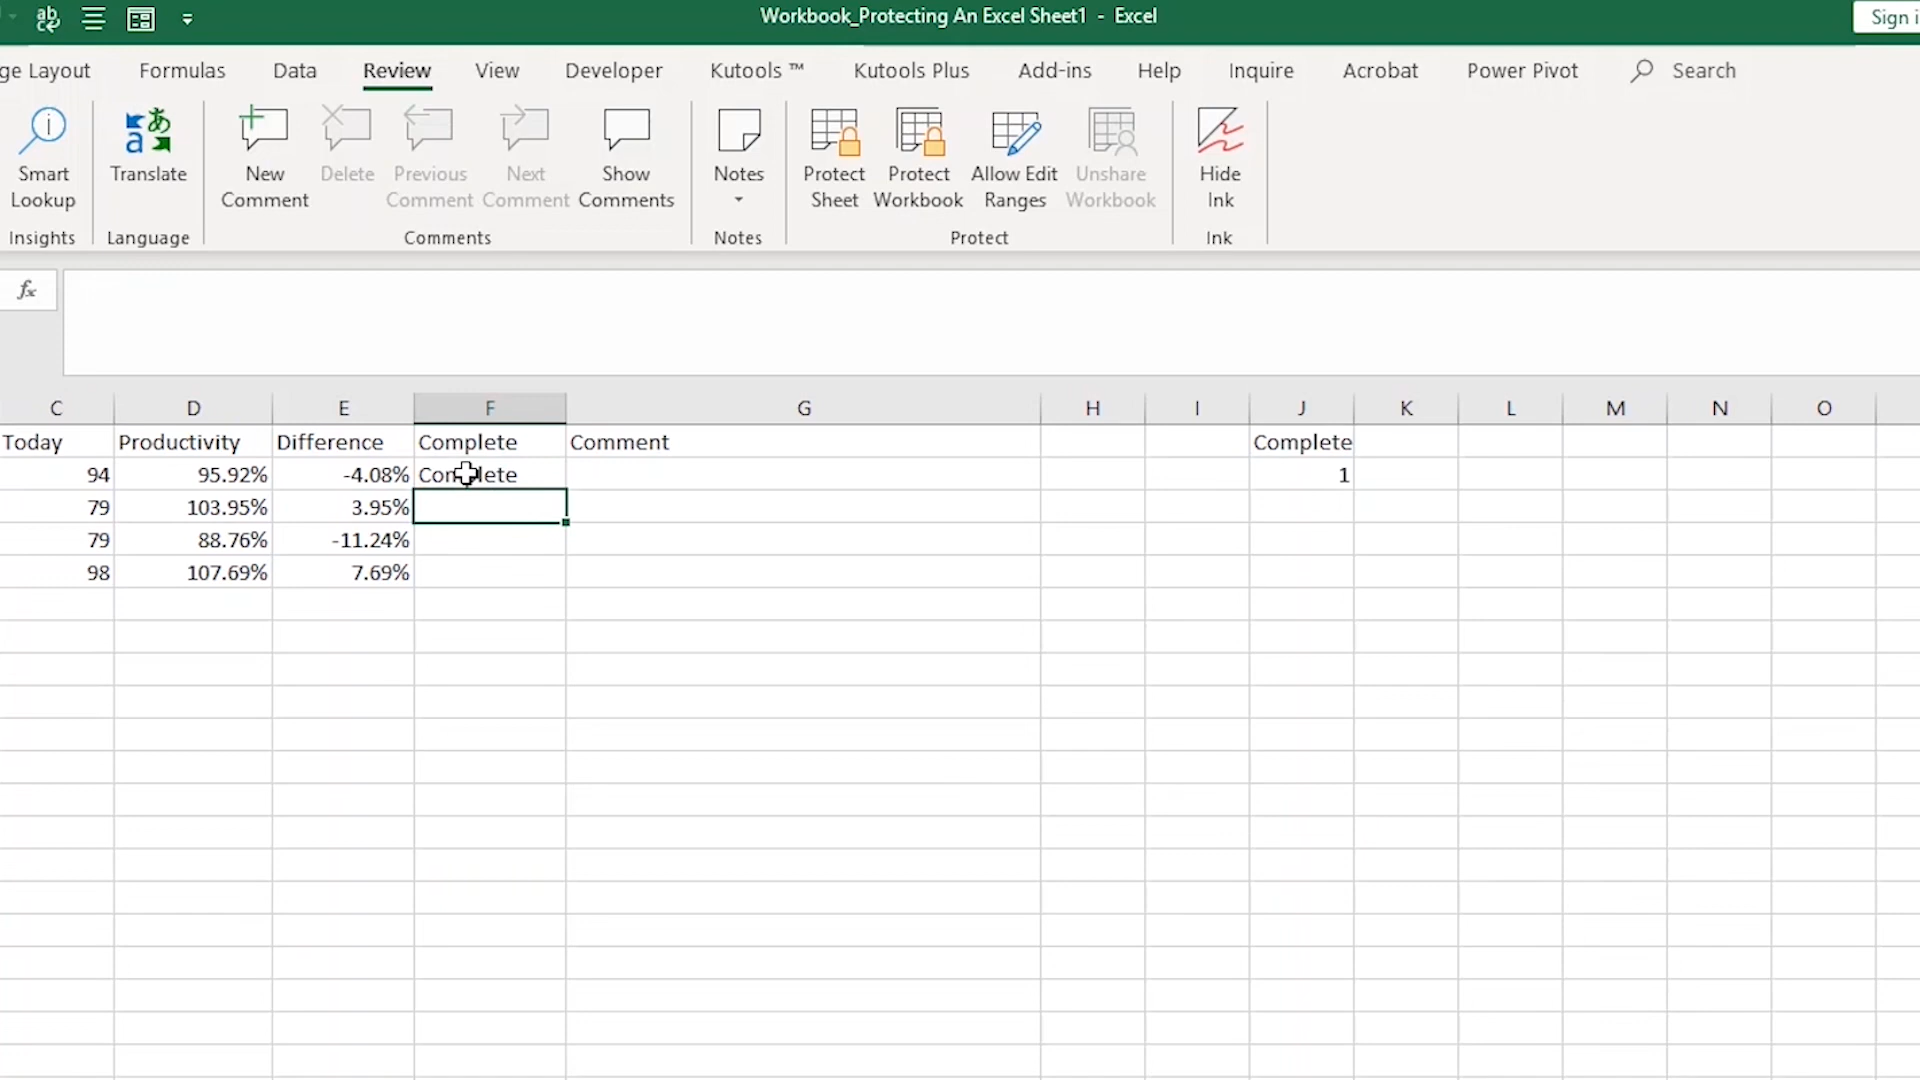 Workbook_Protecting An Excel Sheet1 - Excel
Sign i
ge Layout Formulas Data Review View Developer Kutools ™ Kutools Plus Add-ins Help Inquire Acrobat Power Pivot Search
Smart Lookup
Translate
New Comment
Delete
Previous Comment
Next Comment
Show Comments
Notes
Protect Sheet
Protect Workbook
Allow Edit Ranges
Unshare Workbook
Hide Ink
Insights Language Comments Notes Protect Ink
fx
C D E F G H I J K L M N O
Today Productivity Difference Complete Comment Complete
94 95.92% -4.08% Complete 1
79 103.95% 3.95%
79 88.76% -11.24%
98 107.69% 7.69%